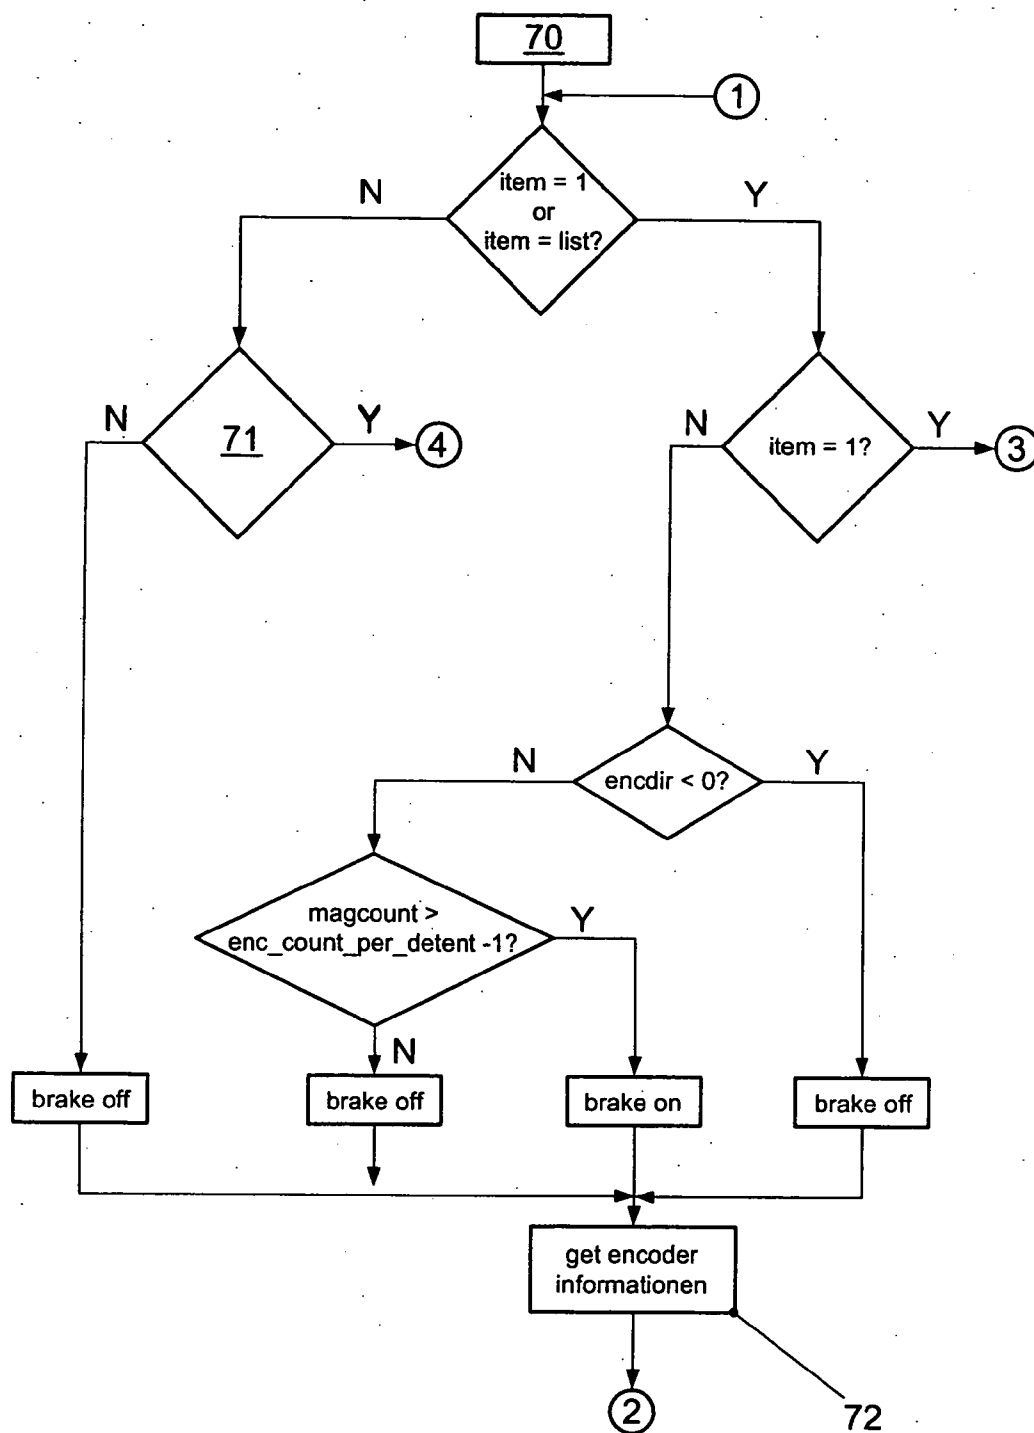 70
1
item = 1
or
item = list?
N
Y
N
71
Y
4
N
item = 1?
Y
3
N
encdir < 0?
Y
magcount >
enc_count_per_detent -1?
Y
N
brake off
brake off
brake on
brake off
get encoder
informationen
2
72